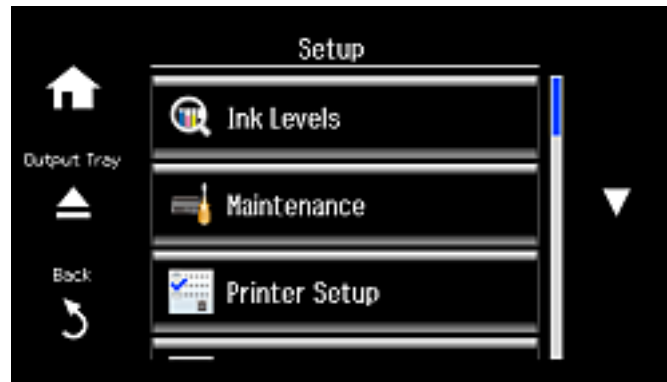 Setup
Ink Levels
Output Tray
Maintenance
Back
Printer Setup